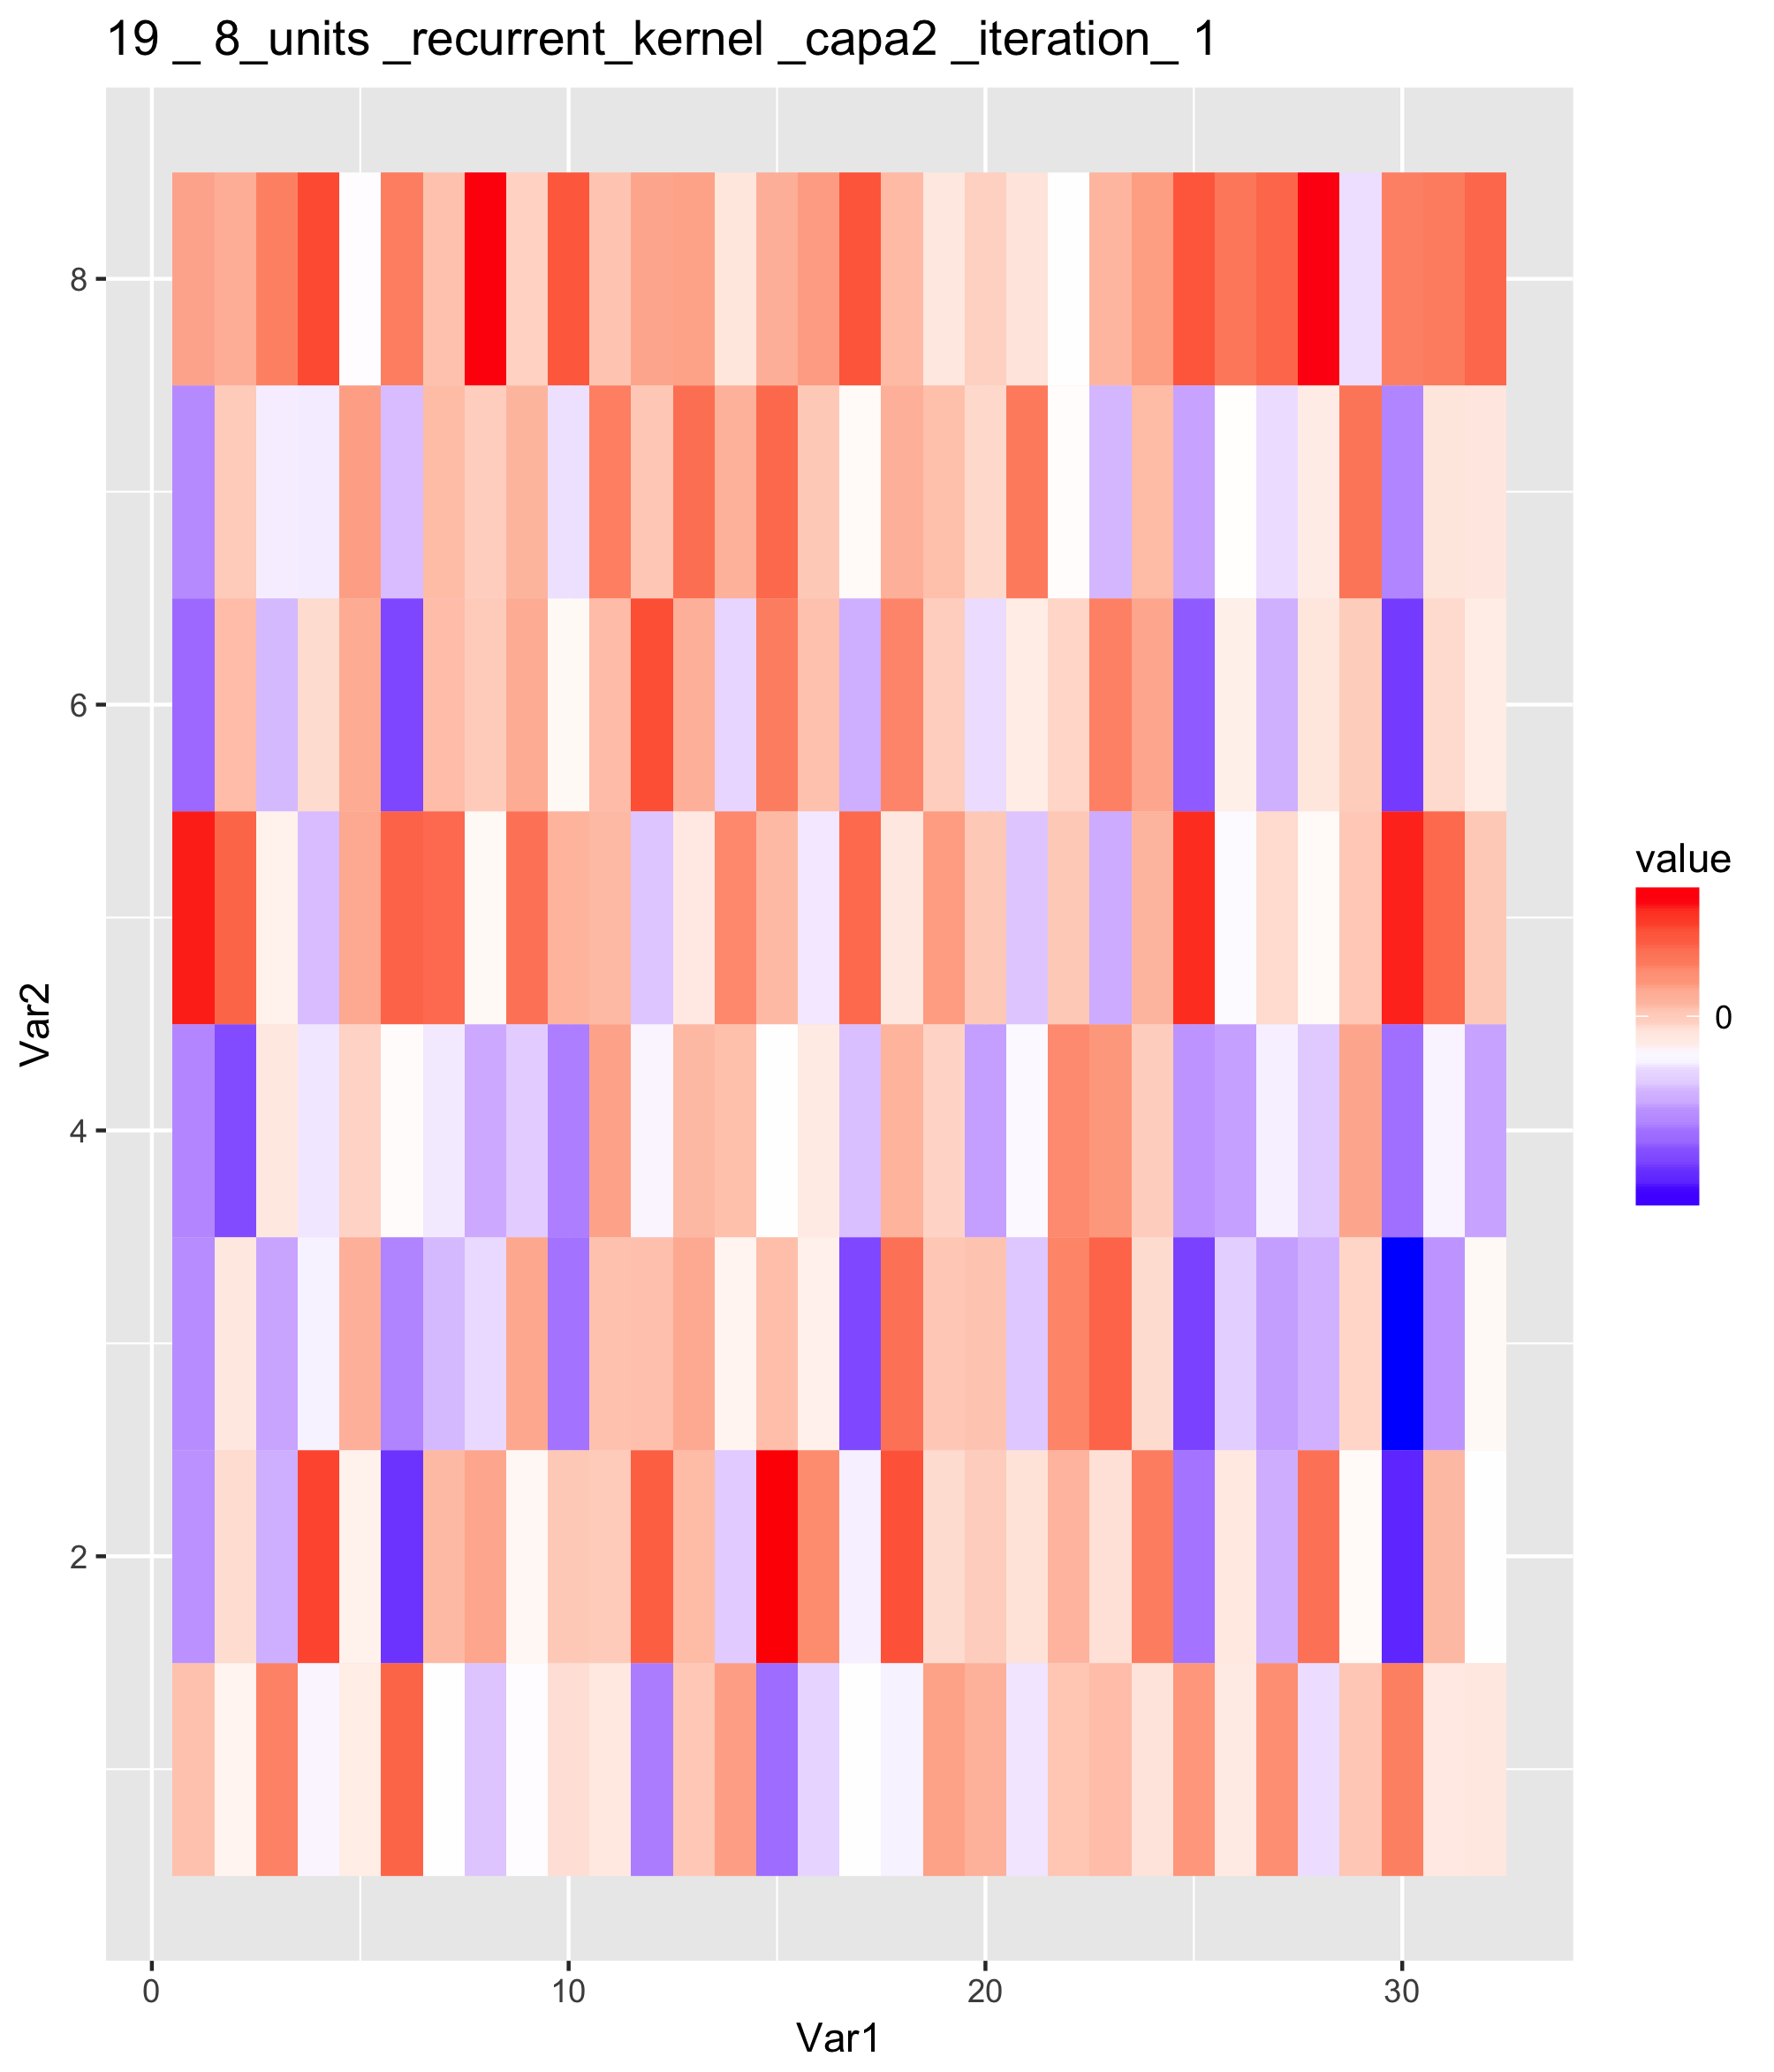 19 _ 8_units _recurrent_kernel _capa2 _iteration_ 1
8
6
4
2
Var2
0
10
20
30
Var1
value
0